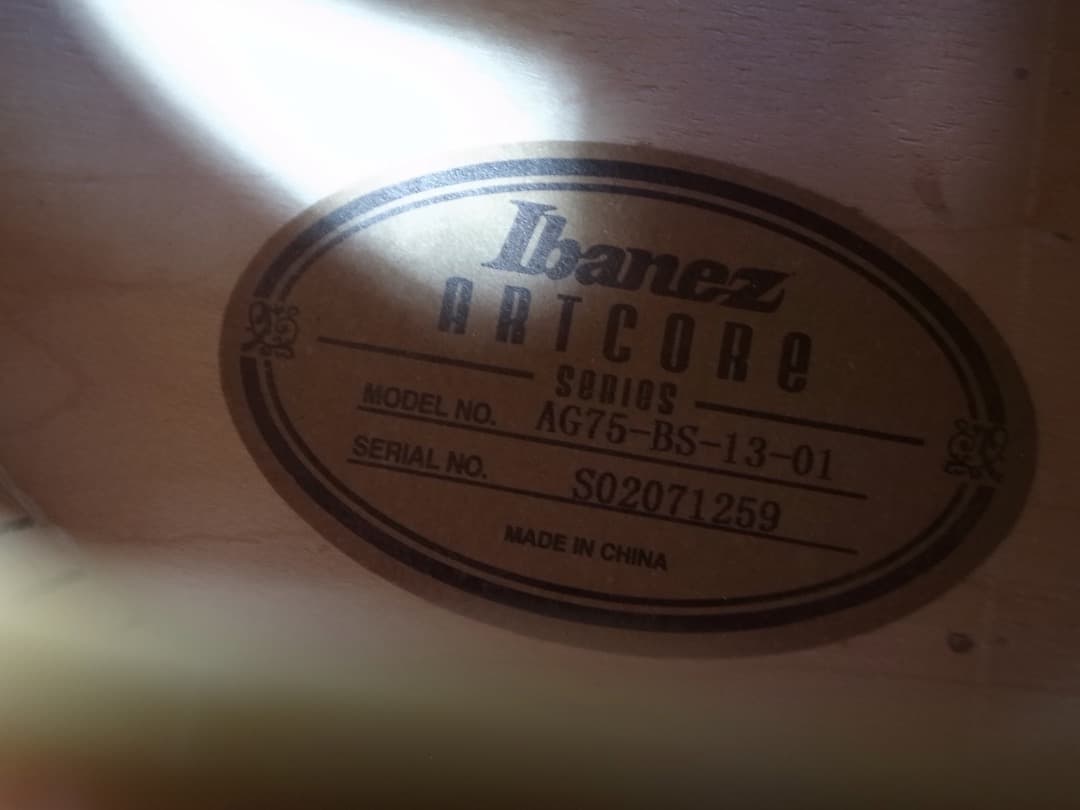 Ibanez
ARTCORE
SERIES
MODEL NO. AG75-BS-13-01
SERIAL NO. S02071259
MADE IN CHINA